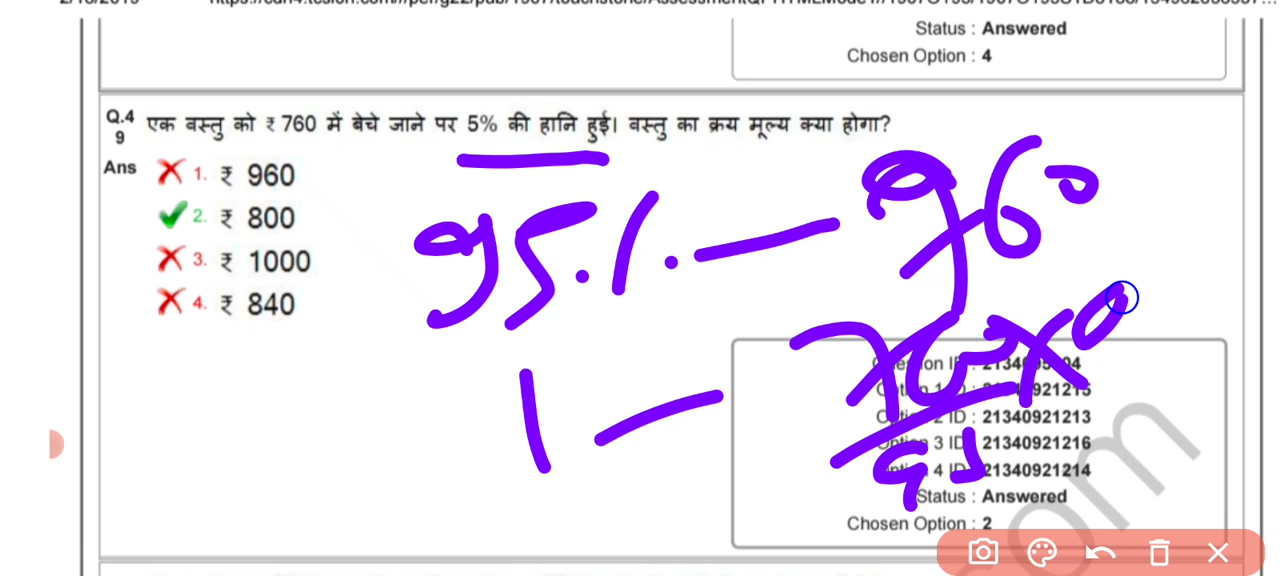 Status : Answered
Chosen Option : 4
Q.49 एक वस्तु को ₹ 760 में बेचे जाने पर 5% की हानि हुई। वस्तु का क्रय मूल्य क्या होगा?
Ans 1. ₹ 960
2. ₹ 800
3. ₹ 1000
4. ₹ 840
95.1. — 760
1 —
95
Option 2 ID : 21340921213
Option 3 ID : 21340921216
Option 4 ID : 21340921214
Status : Answered
Chosen Option : 2